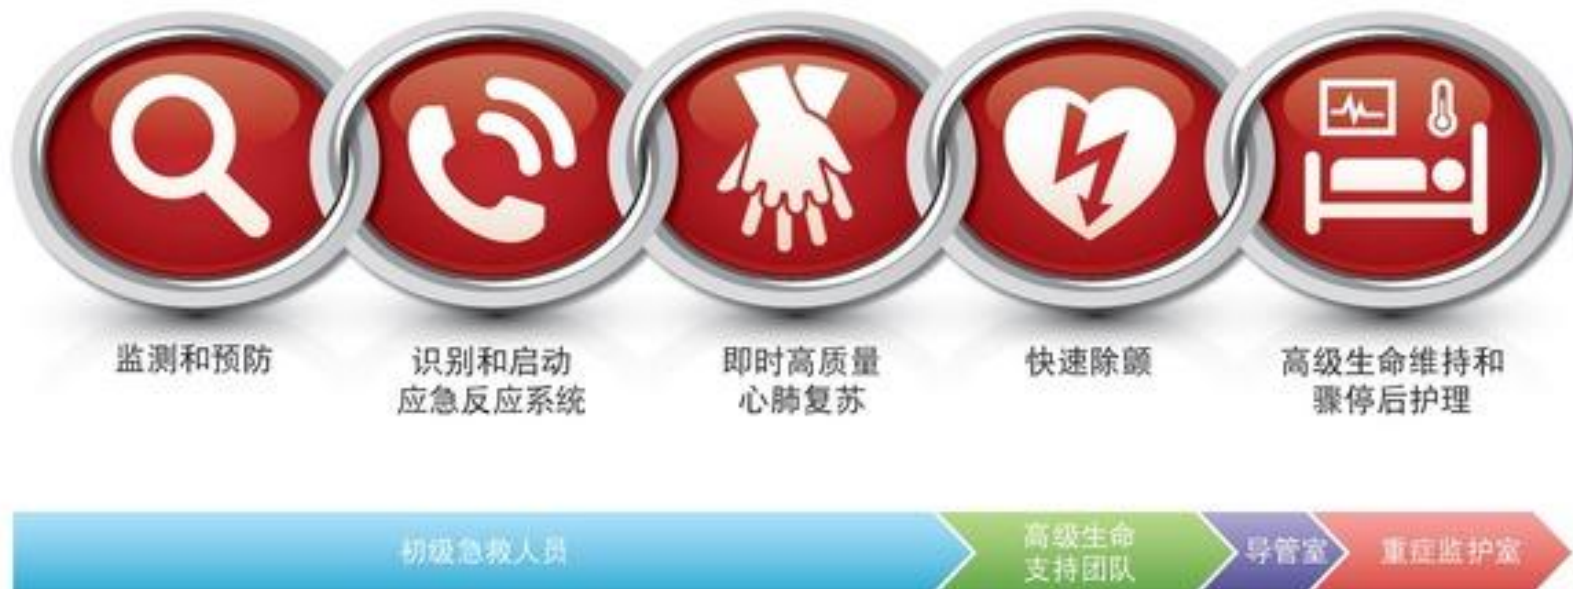 监测和预防
识别和启动
应急反应系统
即时高质量
心肺复苏
快速除颤
高级生命维持和
骤停后护理
初级急救人员
高级生命
支持团队
导管室
重症监护室